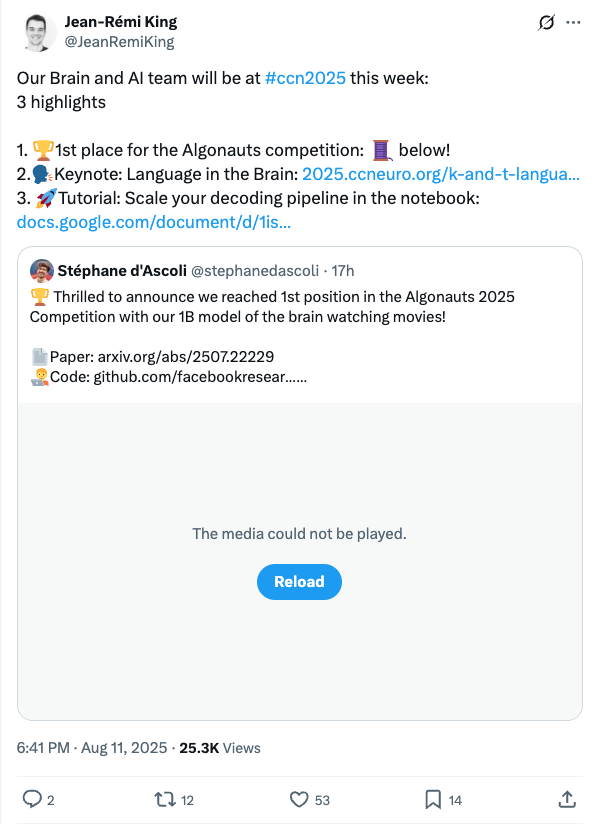 Jean-Rémi King
@JeanRemiKing
Our Brain and AI team will be at #ccn2025 this week:
3 highlights
1. 🏆1st place for the Algonauts competition: 🧵 below!
2.🗣️Keynote: Language in the Brain: 2025.ccneuro.org/k-and-t-langua…
3. 🚀Tutorial: Scale your decoding pipeline in the notebook:
docs.google.com/document/d/1is…
Stéphane d'Ascoli @stephanedascoli · 17h
🏆 Thrilled to announce we reached 1st position in the Algonauts 2025
Competition with our 1B model of the brain watching movies!
📄Paper: arxiv.org/abs/2507.22229
🧑‍💻Code: github.com/facebookresear……
The media could not be played.
Reload
6:41 PM · Aug 11, 2025 · 25.3K Views
2 12 53 14